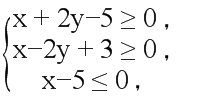 x + 2y−5 ≥ 0 ，
x−2y + 3 ≥ 0 ，
x−5 ≤ 0 ，